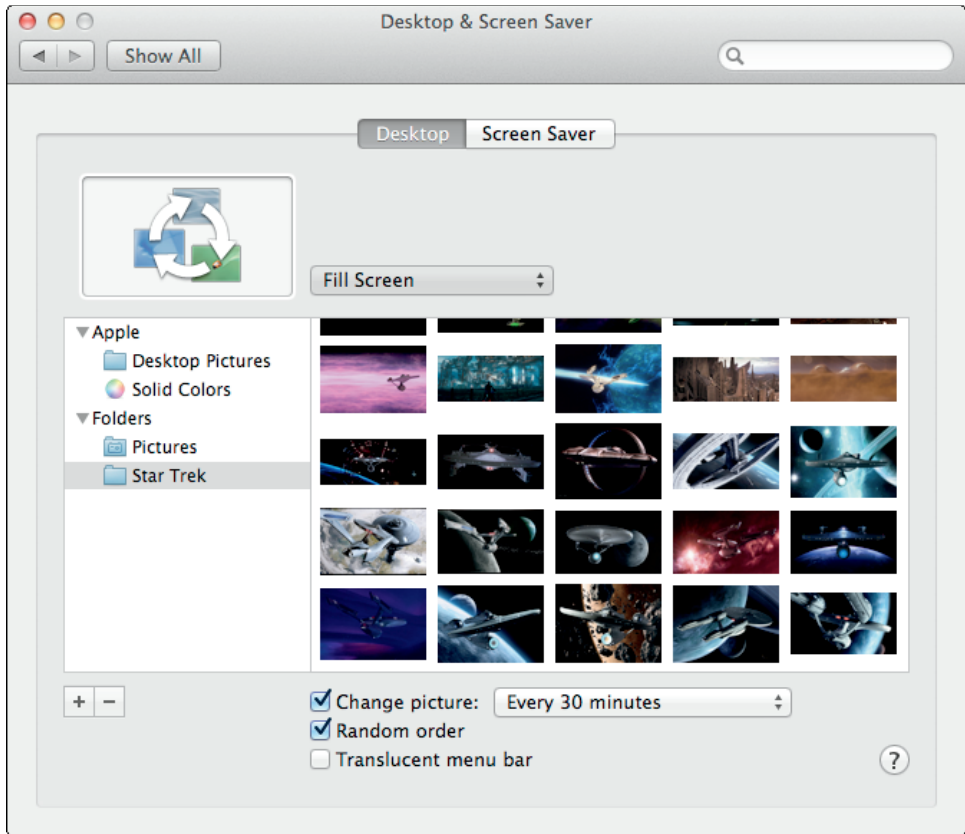 Desktop & Screen Saver
Show All
Desktop
Screen Saver
Fill Screen
Apple
Desktop Pictures
Solid Colors
Folders
Pictures
Star Trek
+ −
Change picture: Every 30 minutes
Random order
Translucent menu bar
?